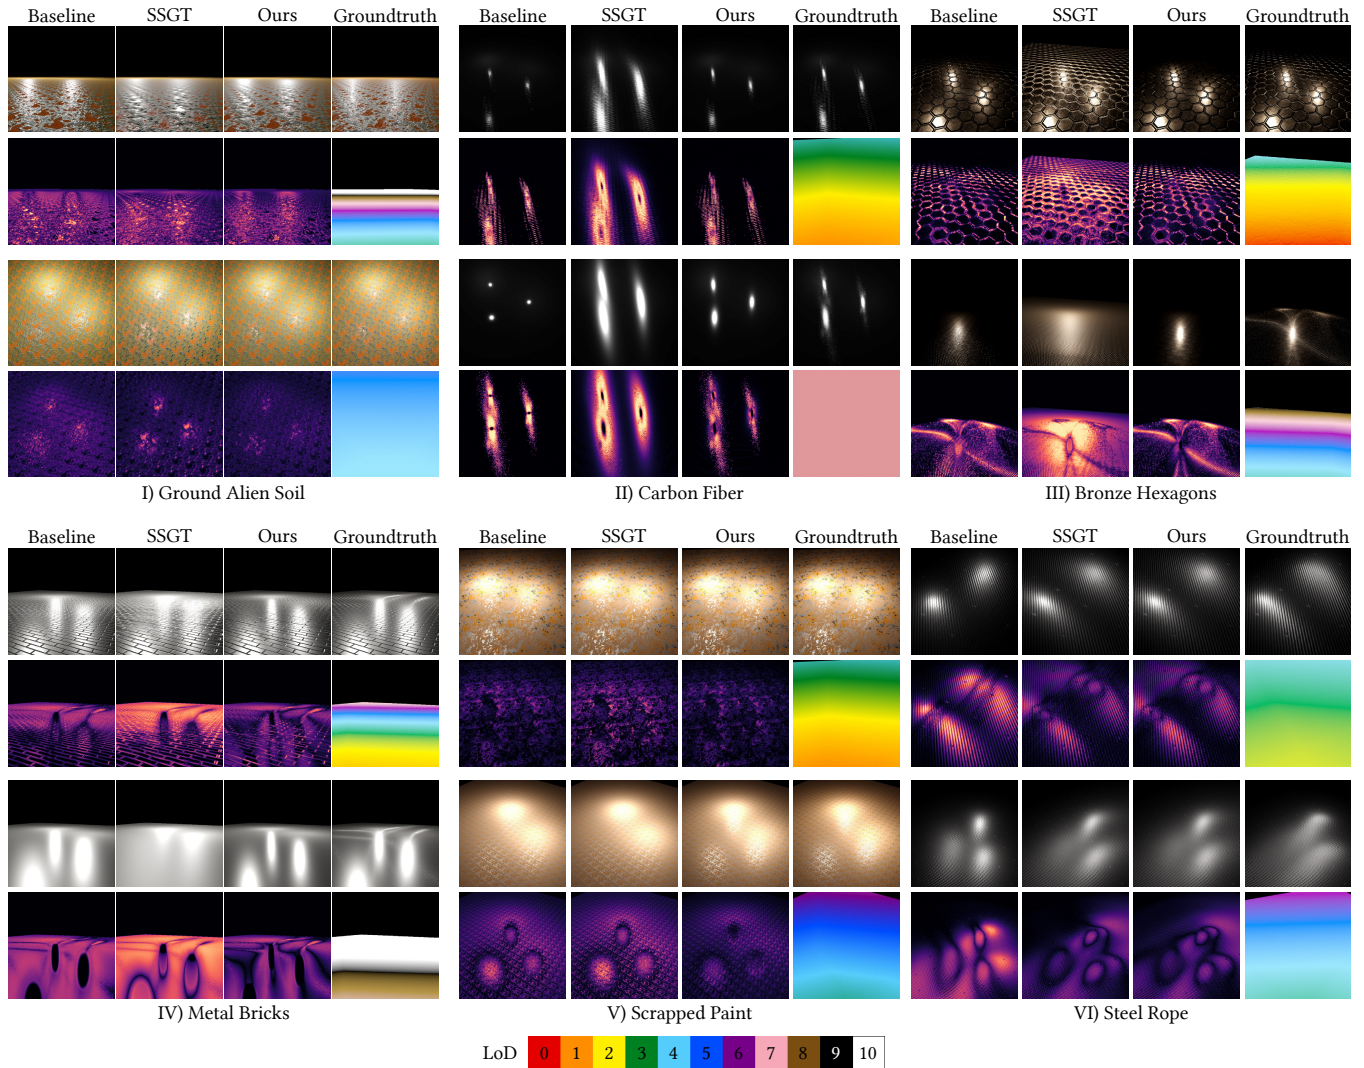 Baseline SSGT Ours Groundtruth
Baseline SSGT Ours Groundtruth
Baseline SSGT Ours Groundtruth
I) Ground Alien Soil
II) Carbon Fiber
III) Bronze Hexagons
Baseline SSGT Ours Groundtruth
Baseline SSGT Ours Groundtruth
Baseline SSGT Ours Groundtruth
IV) Metal Bricks
V) Scrapped Paint
VI) Steel Rope
LoD 0 1 2 3 4 5 6 7 8 9 10